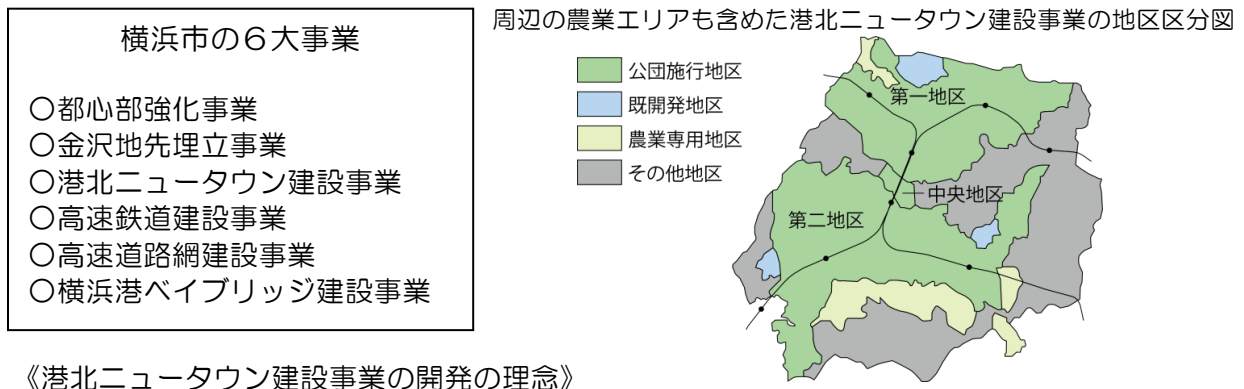 横浜市の6大事業
○都心部強化事業
○金沢地先埋立事業
○港北ニュータウン建設事業
○高速鉄道建設事業
○高速道路網建設事業
○横浜港ベイブリッジ建設事業
周辺の農業エリアも含めた港北ニュータウン建設事業の地区区分図
公団施行地区
既開発地区
農業専用地区
その他地区
第一地区
中央地区
第二地区
《港北ニュータウン建設事業の開発の理念》